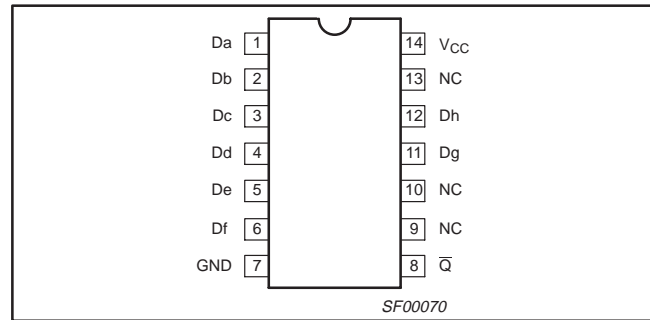 Da 1 14 VCC
Db 2 13 NC
Dc 3 12 Dh
Dd 4 11 Dg
De 5 10 NC
Df 6 9 NC
GND 7 8 Q̅
SF00070